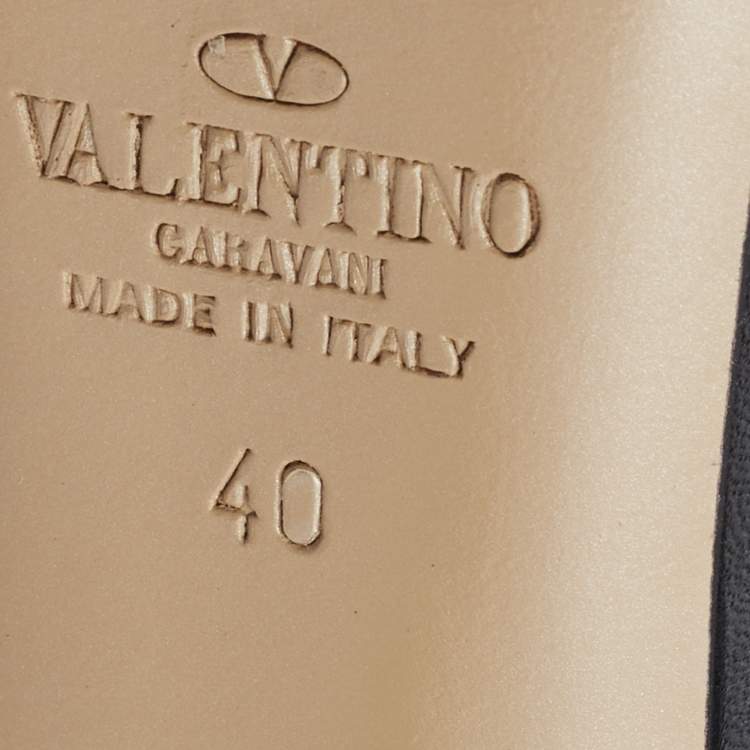 V
VALENTINO
GARAVANI
MADE IN ITALY
40